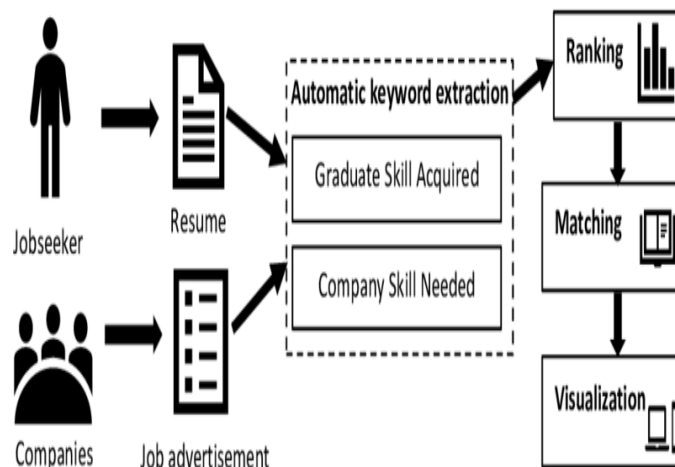 Jobseeker
Resume
Companies
Job advertisement
Automatic keyword extraction
Graduate Skill Acquired
Company Skill Needed
Ranking
Matching
Visualization